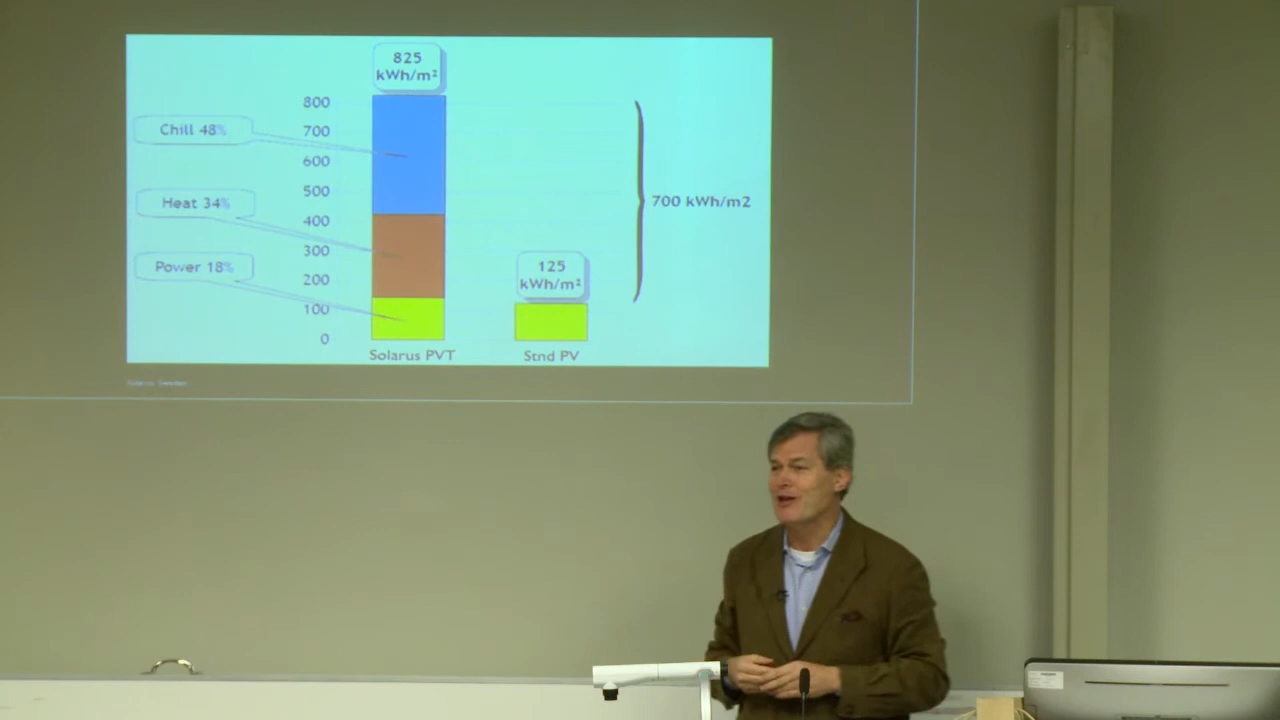 825
kWh/m²
800
Chill 48%
700
600
500
Heat 34%
400
700 kWh/m2
300
Power 18%
125
kWh/m²
200
100
0
Solarus PVT
Stnd PV